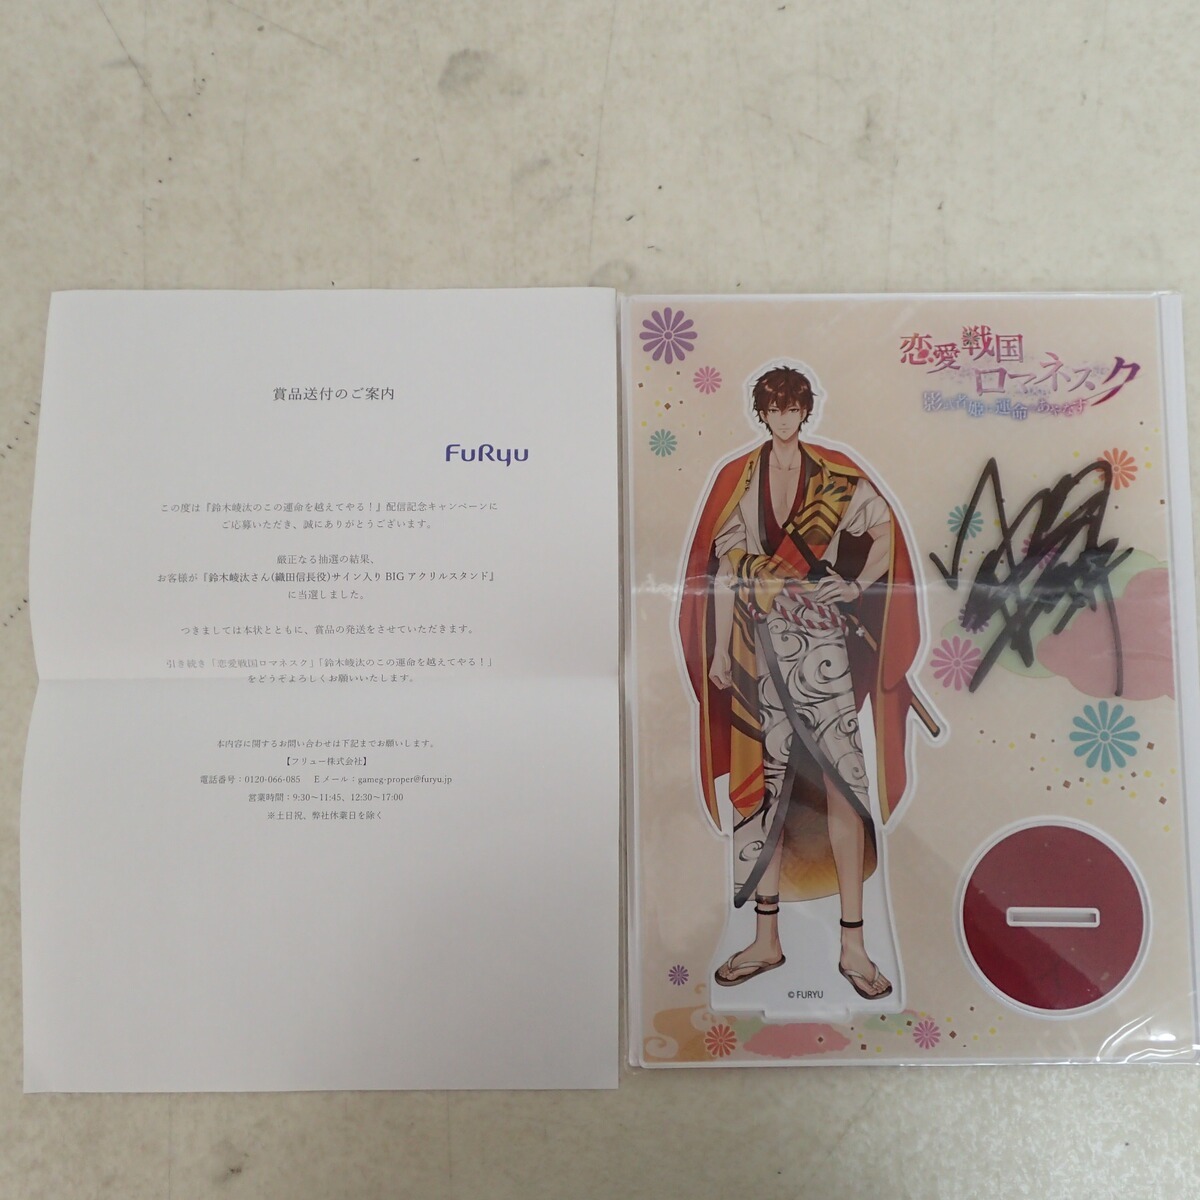 賞品送付のご案内
FuRyu
この度は『鈴木崚汰のこの運命を越えてやる!』配信記念キャンペーンに
ご応募いただき、誠にありがとうございます。
厳正なる抽選の結果、
お客様が『鈴木崚汰さん(織田信長役)サイン入り BIG アクリルスタンド』
に当選しました。
つきましては本状とともに、賞品の発送をさせていただきます。
引き続き「恋愛戦国ロマネスク」「鈴木崚汰のこの運命を越えてやる!」
をどうぞよろしくお願いいたします。
本内容に関するお問い合わせは下記までお願いします。
【フリュー株式会社】
電話番号:0120-066-085 Eメール:gameg-proper@furyu.jp
営業時間:9:30～11:45、12:30～17:00
※土日祝、弊社休業日を除く
恋愛戦国
ロマネスク
運命
© FURYU